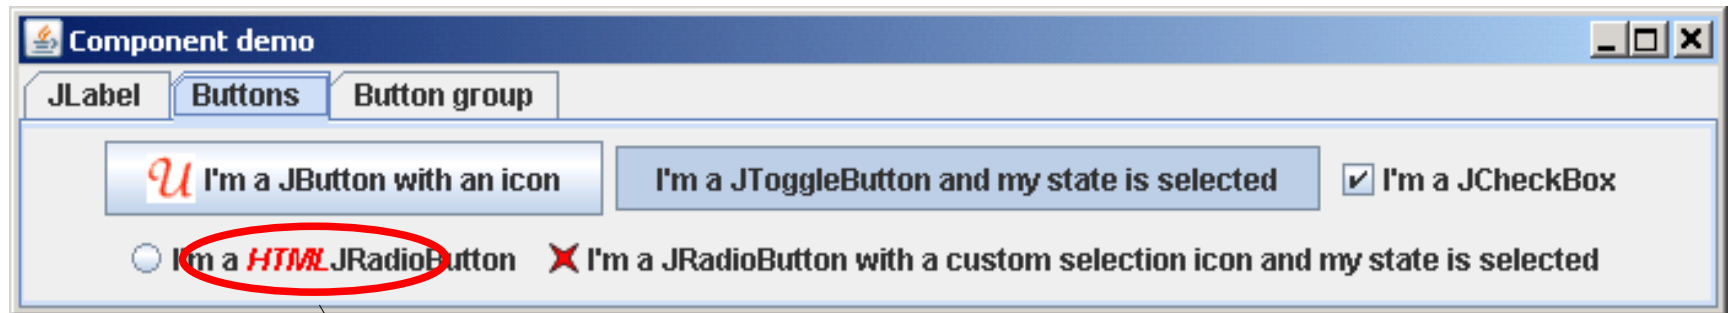 Component demo
JLabel Buttons Button group
U I'm a JButton with an icon I'm a JToggleButton and my state is selected I'm a JCheckBox
I'm a HTML JRadioButton I'm a JRadioButton with a custom selection icon and my state is selected